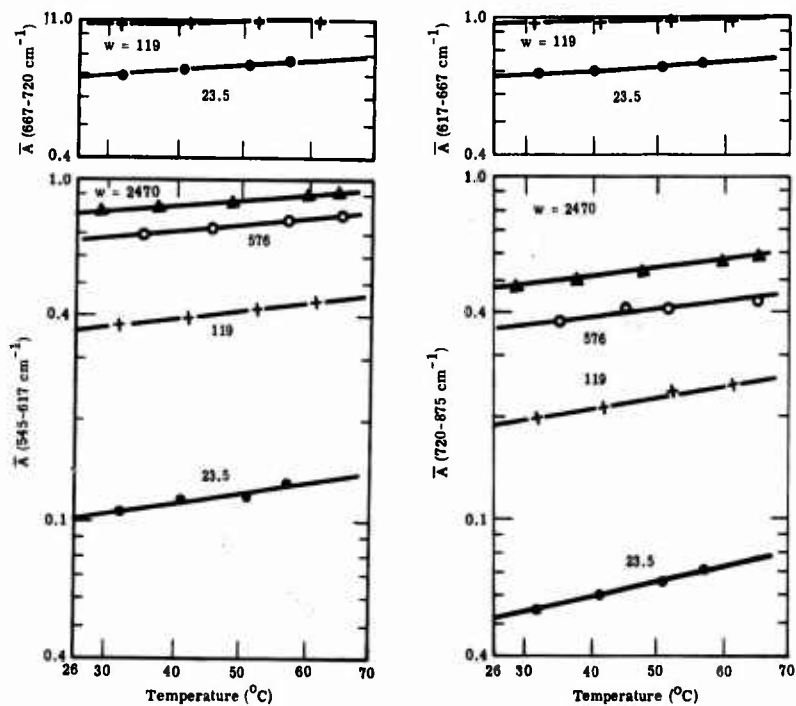 1.0
w = 119
23.5
0.4
A̅ (667-720 cm⁻¹)
1.0
w = 2470
576
0.4
119
23.5
0.1
0.4
A̅ (545-617 cm⁻¹)
26 30 40 50 60 70
Temperature (°C)
1.0
w = 119
23.5
0.4
A̅ (617-667 cm⁻¹)
1.0
w = 2470
0.4
576
119
23.5
0.1
0.4
A̅ (720-875 cm⁻¹)
26 30 40 50 60 70
Temperature (°C)